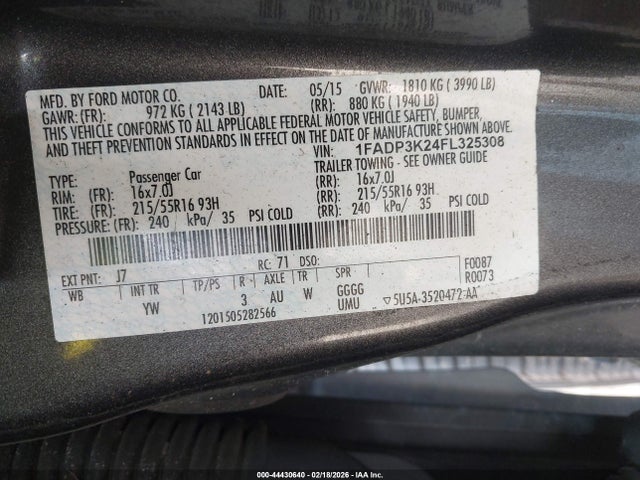 MFD. BY FORD MOTOR CO. DATE: 05/15 GVWR: 1810 KG ( 3990 LB)
GAWR: (FR): 972 KG ( 2143 LB) (RR): 880 KG ( 1940 LB)
THIS VEHICLE CONFORMS TO ALL APPLICABLE FEDERAL MOTOR VEHICLE SAFETY, BUMPER,
AND THEFT PREVENTION STANDARDS IN EFFECT ON THE DATE OF MANUFACTURE SHOWN ABOVE.
VIN: 1FADP3K24FL325308
TYPE: Passenger Car TRAILER TOWING - SEE OWNER GUIDE
RIM: (FR): 16x7.0J (RR): 16x7.0J
TIRE: (FR): 215/55R16 93H (RR): 215/55R16 93H
PRESSURE: (FR): 240 kPa/ 35 PSI COLD (RR): 240 kPa/ 35 PSI COLD
EXT PNT: J7 RC: 71 DSO: F0087
WB INT TR TP/PS R AXLE TR SPR R0073
YW 3 AU W GGGG
UMU ▽5U5A-3520472-AA
1201505282566
000-44430640 - 02/18/2026 - IAA Inc.